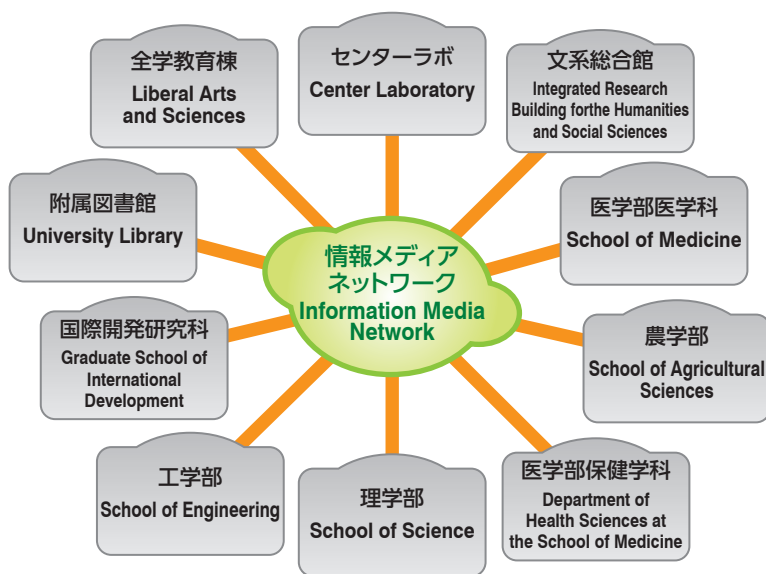 全学教育棟
Liberal Arts
and Sciences
センターラボ
Center Laboratory
文系総合館
Integrated Research
Building forthe Humanities
and Social Sciences
附属図書館
University Library
医学部医学科
School of Medicine
情報メディア
ネットワーク
Information Media
Network
国際開発研究科
Graduate School of
International
Development
農学部
School of Agricultural
Sciences
工学部
School of Engineering
理学部
School of Science
医学部保健学科
Department of
Health Sciences at
the School of Medicine